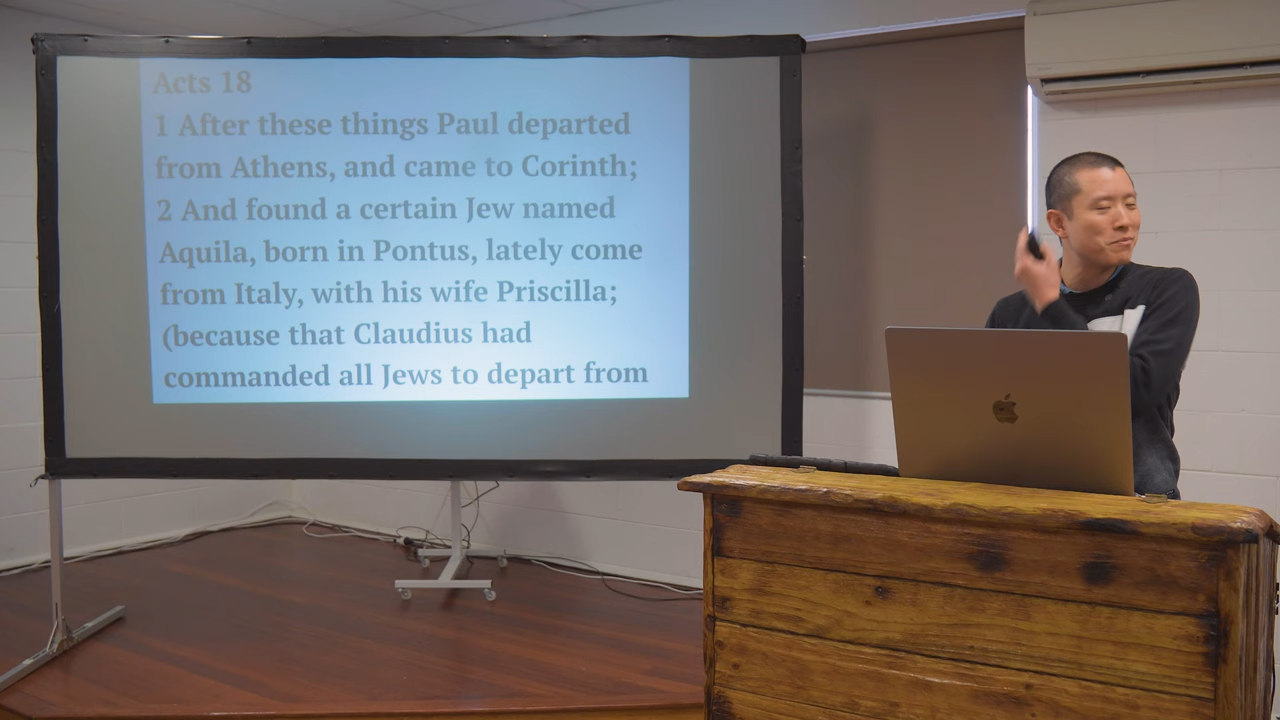 Acts 18
1 After these things Paul departed
from Athens, and came to Corinth;
2 And found a certain Jew named
Aquila, born in Pontus, lately come
from Italy, with his wife Priscilla;
(because that Claudius had
commanded all Jews to depart from